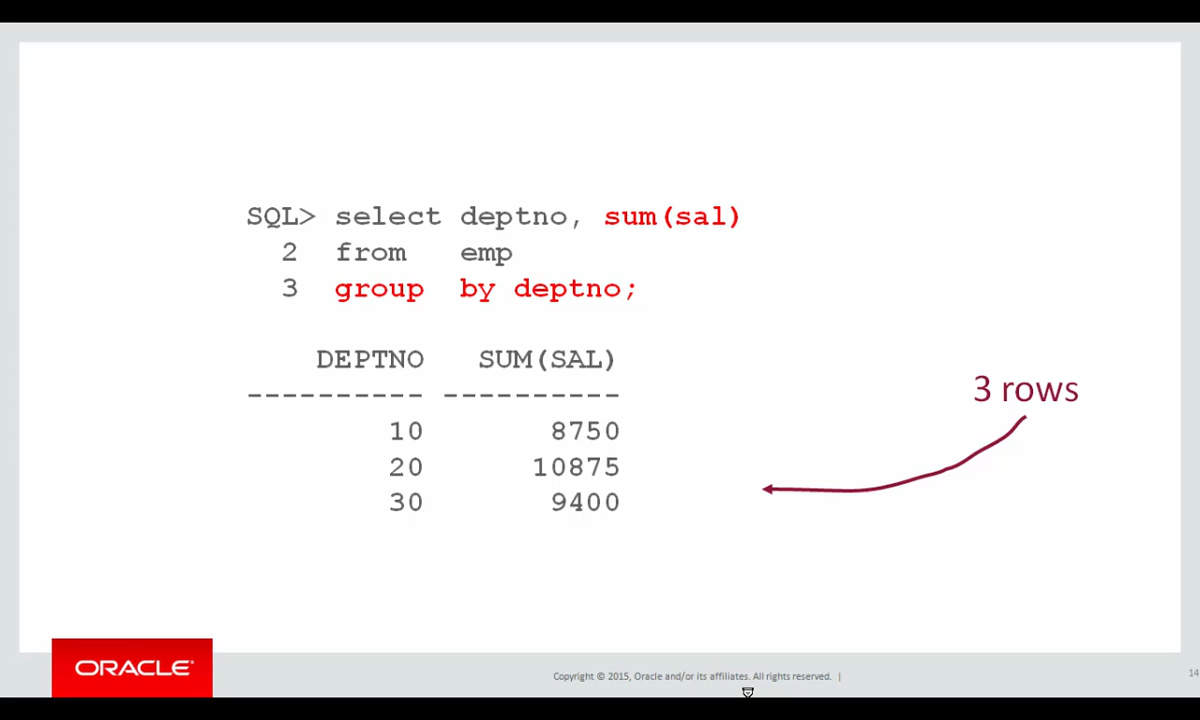 SQL> select deptno, sum(sal)
2 from emp
3 group by deptno;
DEPTNO SUM(SAL)
---------- ----------
10 8750
20 10875
30 9400
3 rows
ORACLE
Copyright © 2015, Oracle and/or its affiliates. All rights reserved. |
14